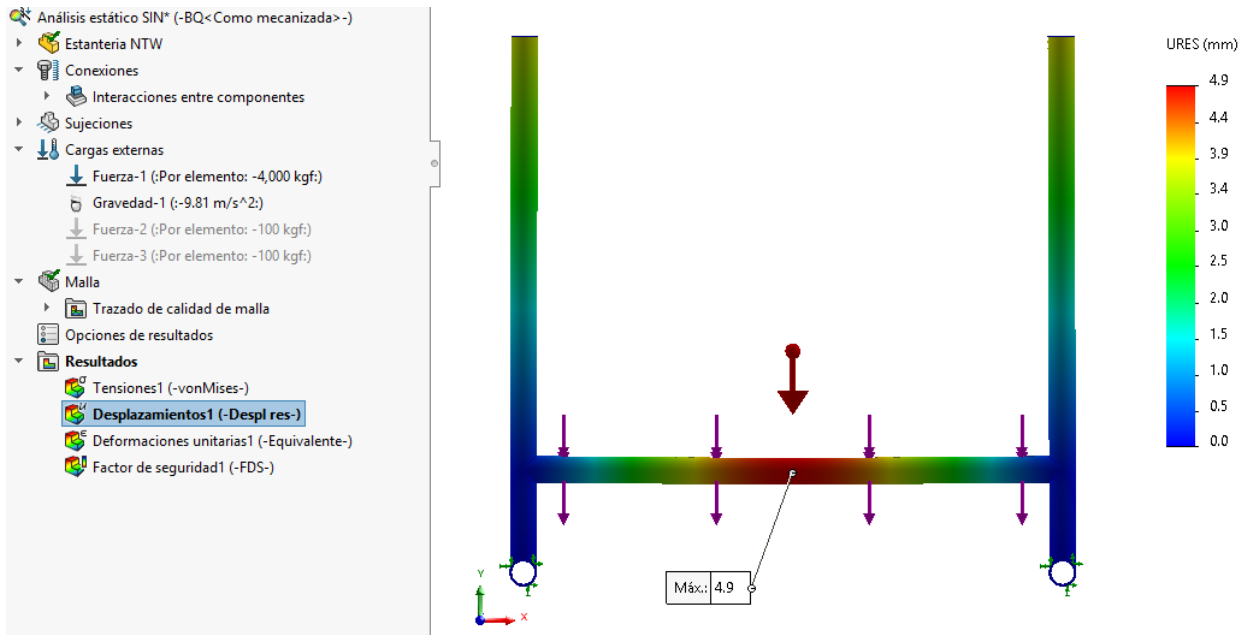 Análisis estático SIN* (-BQ<Como mecanizada>-)
Estanteria NTW
Conexiones
Interacciones entre componentes
Sujeciones
Cargas externas
Fuerza-1 (:Por elemento: -4,000 kgf:)
Gravedad-1 (:-9.81 m/s^2:)
Fuerza-2 (:Por elemento: -100 kgf:)
Fuerza-3 (:Por elemento: -100 kgf:)
Malla
Trazado de calidad de malla
Opciones de resultados
Resultados
Tensiones1 (-vonMises-)
Desplazamientos1 (-Despl res-)
Deformaciones unitarias1 (-Equivalente-)
Factor de seguridad1 (-FDS-)
Máx.: 4.9
Y
X
URES (mm)
4.9
4.4
3.9
3.4
3.0
2.5
2.0
1.5
1.0
0.5
0.0